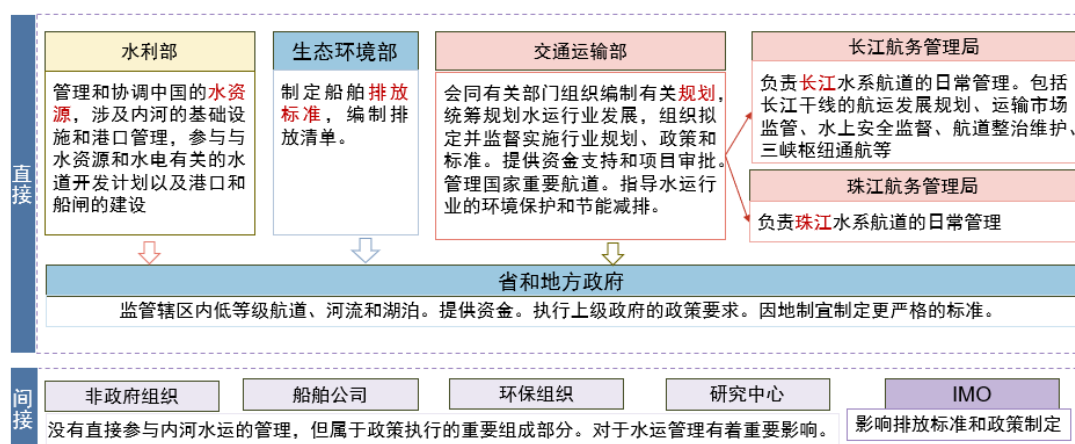 直接
水利部
管理和协调中国的水资
源，涉及内河的基础设
施和港口管理，参与与
水资源和水电有关的水
道开发计划以及港口和
船闸的建设
生态环境部
制定船舶排放
标准，编制排
放清单。
交通运输部
会同有关部门组织编制有关规划，
统筹规划水运行业发展，组织拟
定并监督实施行业规划、政策和
标准。提供资金支持和项目审批。
管理国家重要航道。指导水运行
业的环境保护和节能减排。
长江航务管理局
负责长江水系航道的日常管理。包括
长江干线的航运发展规划、运输市场
监管、水上安全监督、航道整治维护、
三峡枢纽通航等
珠江航务管理局
负责珠江水系航道的日常管理
省和地方政府
监管辖区内低等级航道、河流和湖泊。提供资金。执行上级政府的政策要求。因地制宜制定更严格的标准。
间接
非政府组织
船舶公司
环保组织
研究中心
IMO
没有直接参与内河水运的管理，但属于政策执行的重要组成部分。对于水运管理有着重要影响。
影响排放标准和政策制定